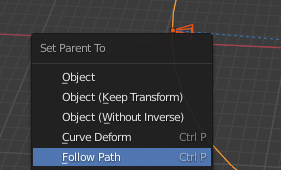 Set Parent To
Object
Object (Keep Transform)
Object (Without Inverse)
Curve Deform Ctrl P
Follow Path Ctrl P